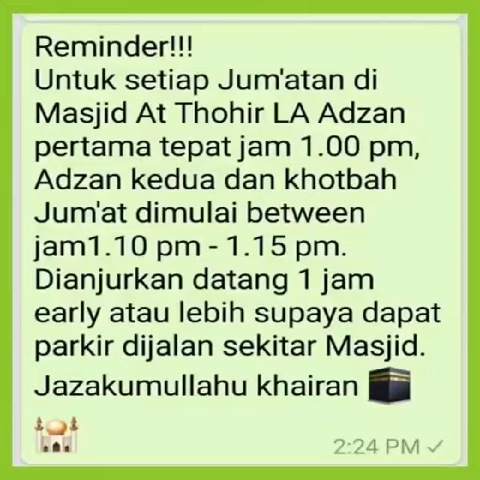 Reminder!!!
Untuk setiap Jum'atan di
Masjid At Thohir LA Adzan
pertama tepat jam 1.00 pm,
Adzan kedua dan khotbah
Jum'at dimulai between
jam1.10 pm - 1.15 pm.
Dianjurkan datang 1 jam
early atau lebih supaya dapat
parkir dijalan sekitar Masjid.
Jazakumullahu khairan 🕋
🕌
2:24 PM ✓